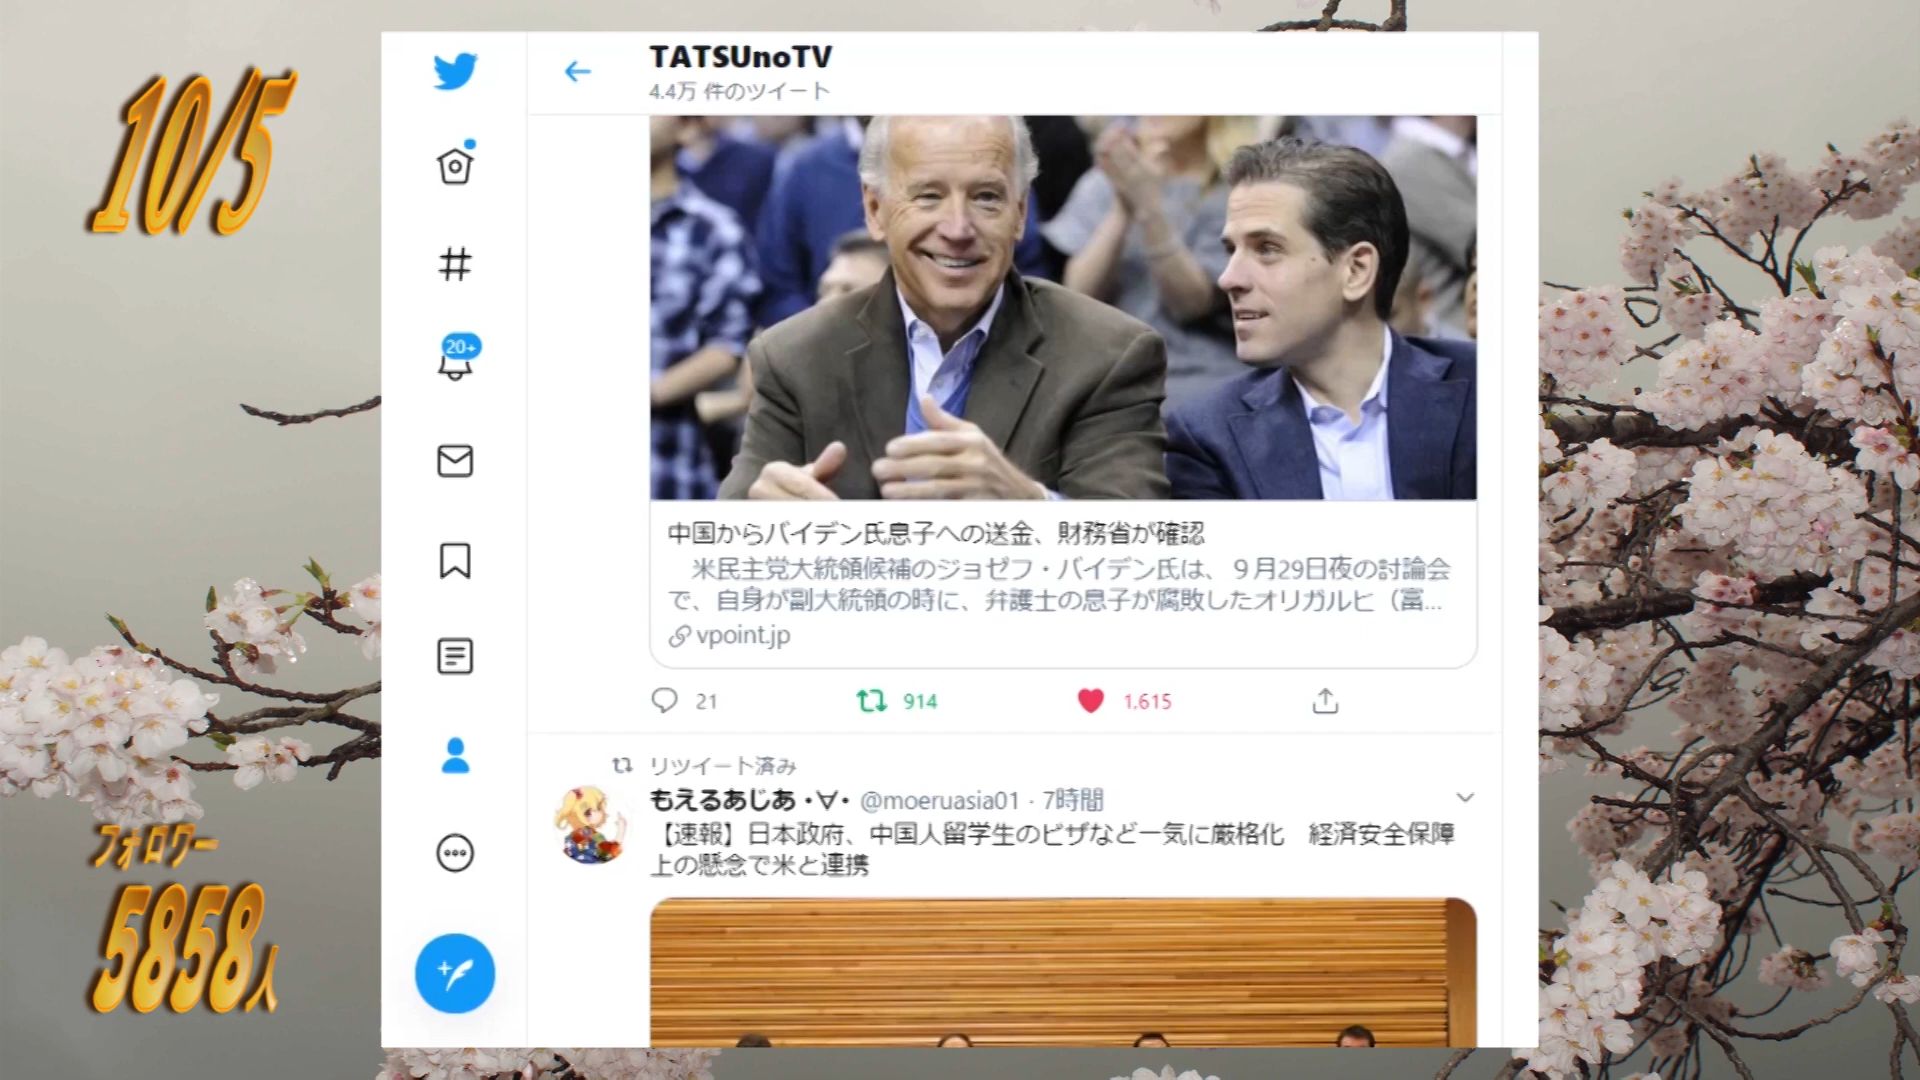 10/5
TATSUnoTV
4.4万 件のツイート
20+
中国からバイデン氏息子への送金、財務省が確認
米民主党大統領候補のジョゼフ・バイデン氏は、９月29日夜の討論会
で、自身が副大統領の時に、弁護士の息子が腐敗したオリガルヒ（富...
vpoint.jp
21 914 1,615
リツイート済み
もえるあじあ ・∀・ @moeruasia01 · 7時間
【速報】日本政府、中国人留学生のビザなど一気に厳格化　経済安全保障
上の懸念で米と連携
フォロワー
5858人